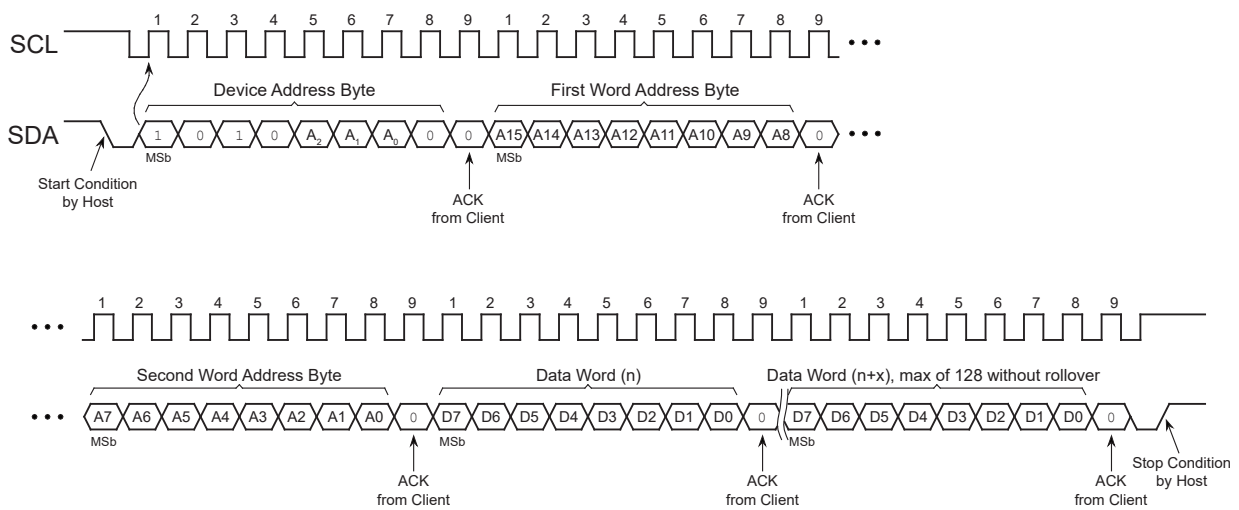 1 2 3 4 5 6 7 8 9 1 2 3 4 5 6 7 8 9
SCL
Device Address Byte First Word Address Byte
SDA 1 0 1 0 A2 A1 A0 0 0 A15 A14 A13 A12 A11 A10 A9 A8 0
MSb MSb
Start Condition
by Host
ACK
from Client
ACK
from Client
1 2 3 4 5 6 7 8 9 1 2 3 4 5 6 7 8 9 1 2 3 4 5 6 7 8 9
Second Word Address Byte Data Word (n) Data Word (n+x), max of 128 without rollover
A7 A6 A5 A4 A3 A2 A1 A0 0 D7 D6 D5 D4 D3 D2 D1 D0 0 D7 D6 D5 D4 D3 D2 D1 D0 0
MSb MSb MSb
ACK
from Client
ACK
from Client
ACK
from Client
Stop Condition
by Host